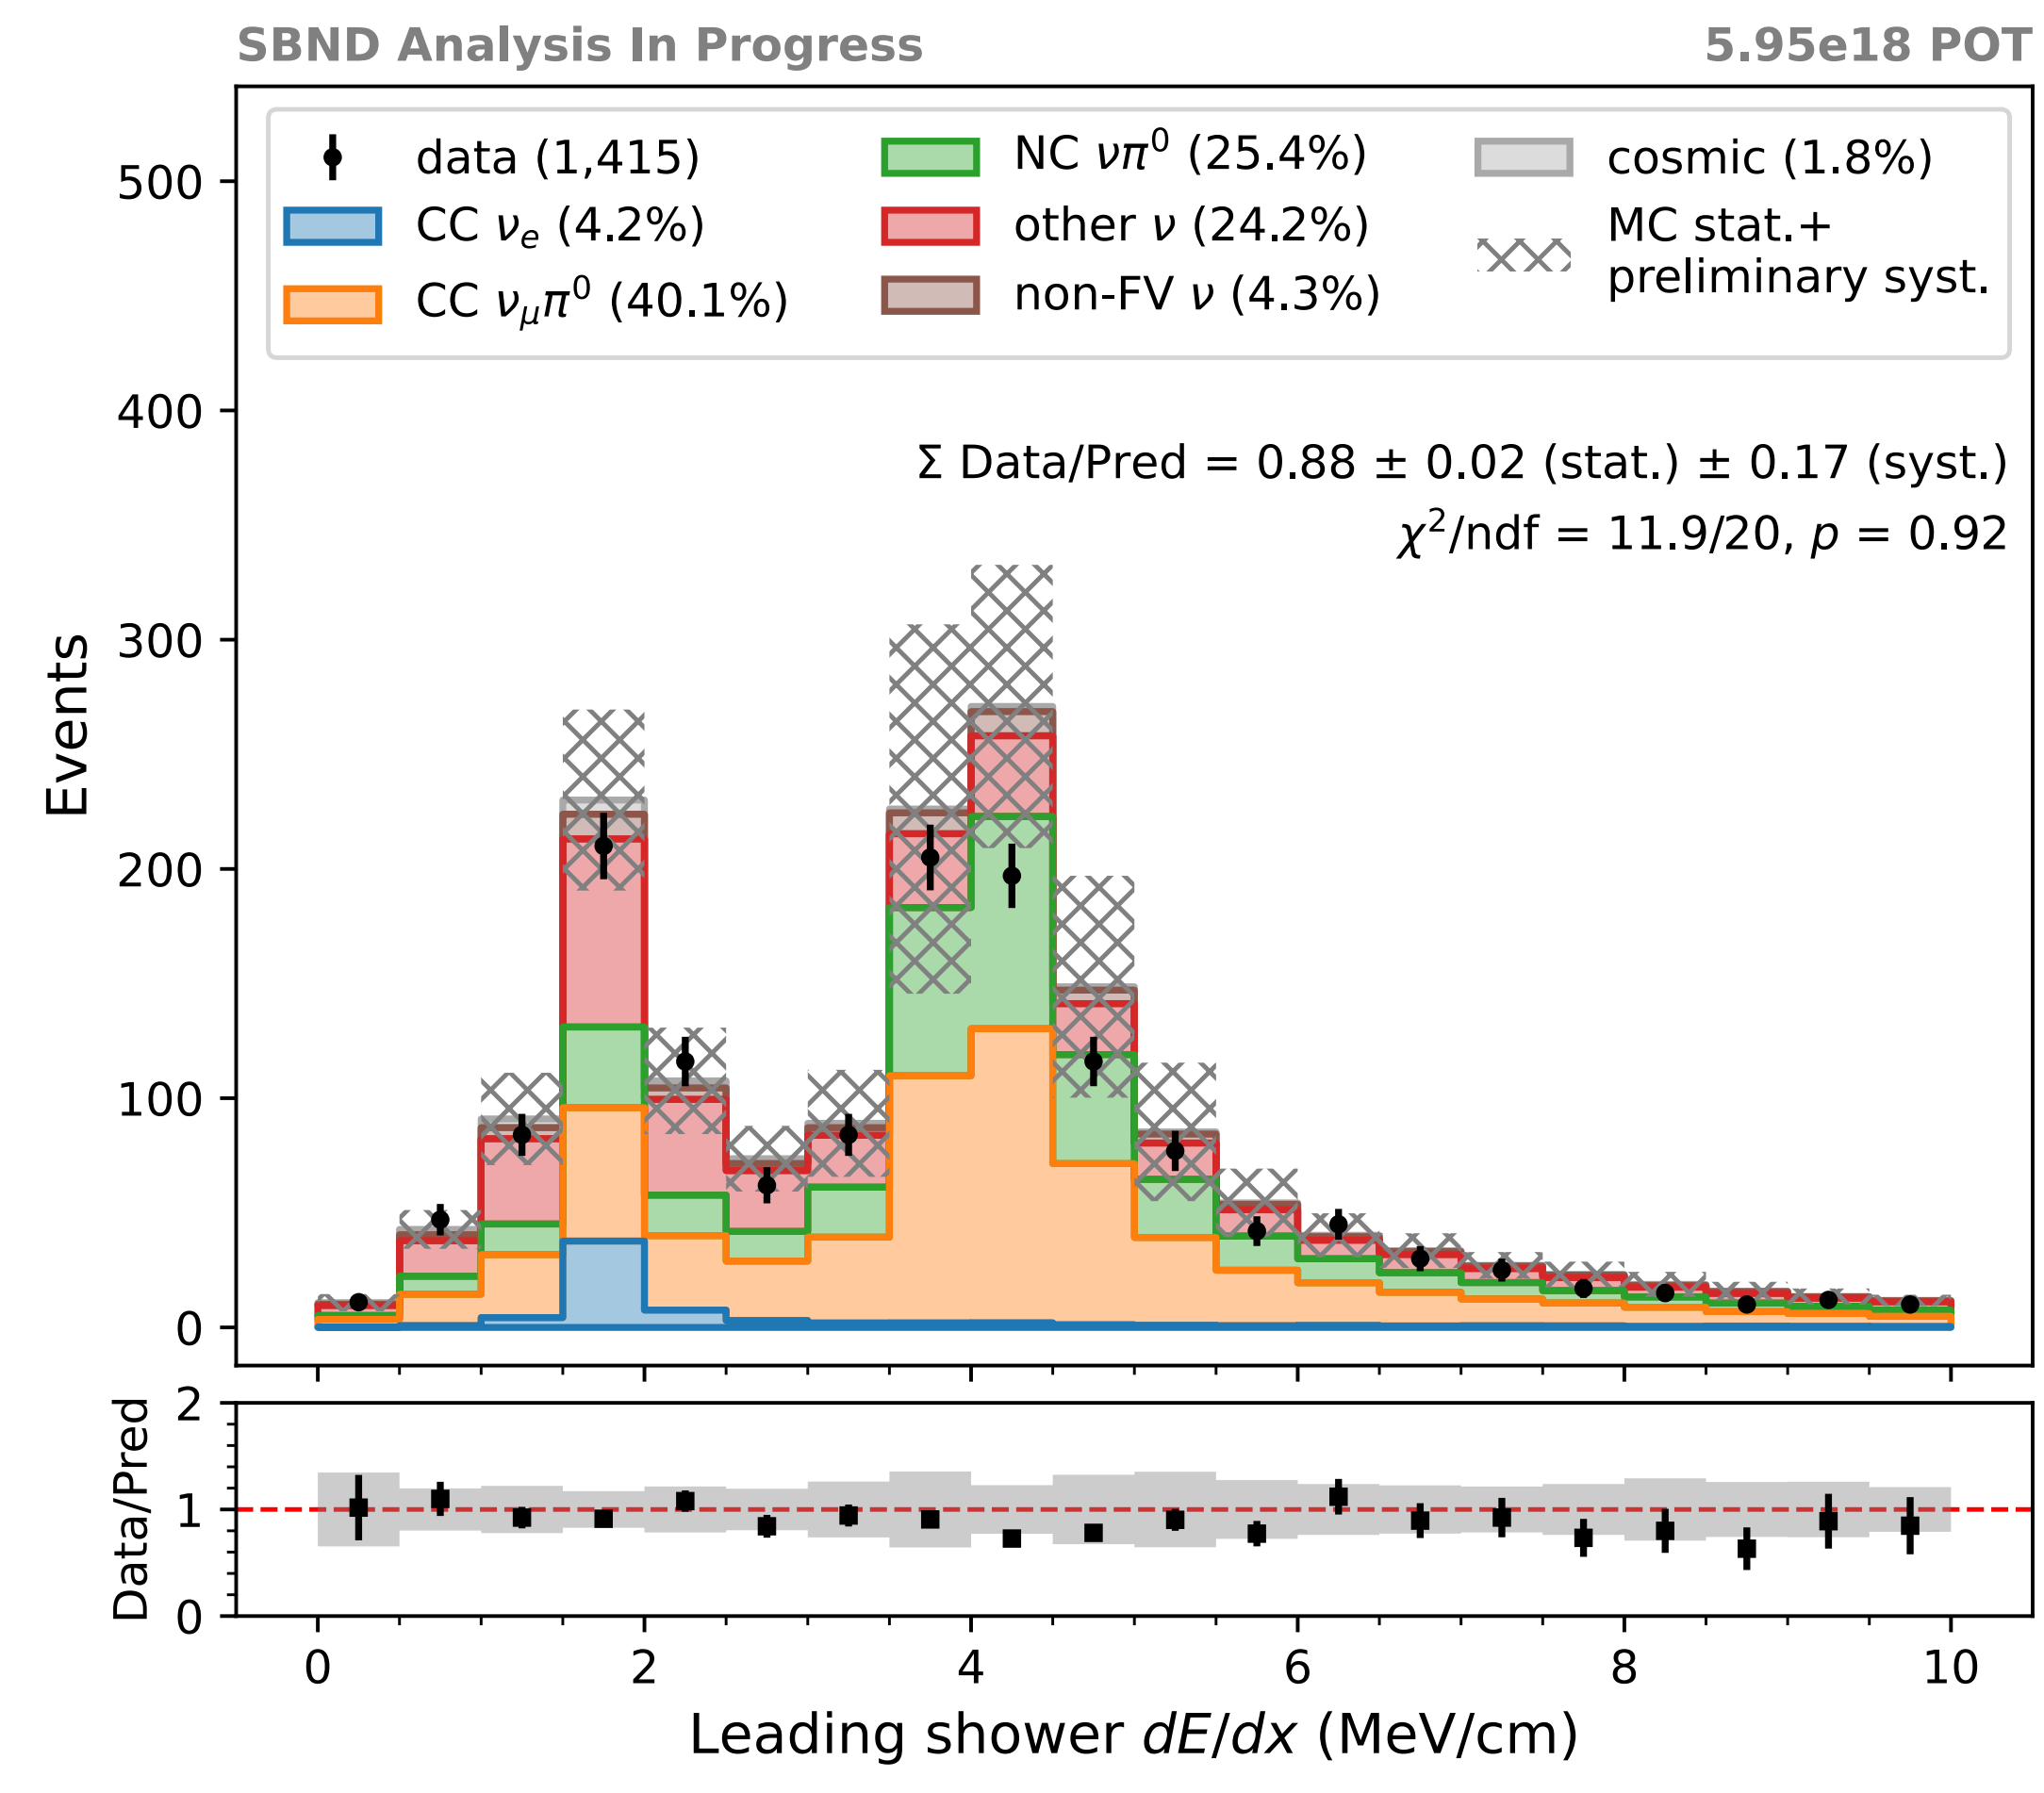 SBND Analysis In Progress 5.95e18 POT
data (1,415)
CC νₑ (4.2%)
CC ν_μπ⁰ (40.1%)
NC νπ⁰ (25.4%)
other ν (24.2%)
non-FV ν (4.3%)
cosmic (1.8%)
MC stat.+
preliminary syst.
Σ Data/Pred = 0.88 ± 0.02 (stat.) ± 0.17 (syst.)
χ²/ndf = 11.9/20, p = 0.92
Events
500
400
300
200
100
0
Data/Pred
2
1
0
0 2 4 6 8 10
Leading shower dE/dx (MeV/cm)